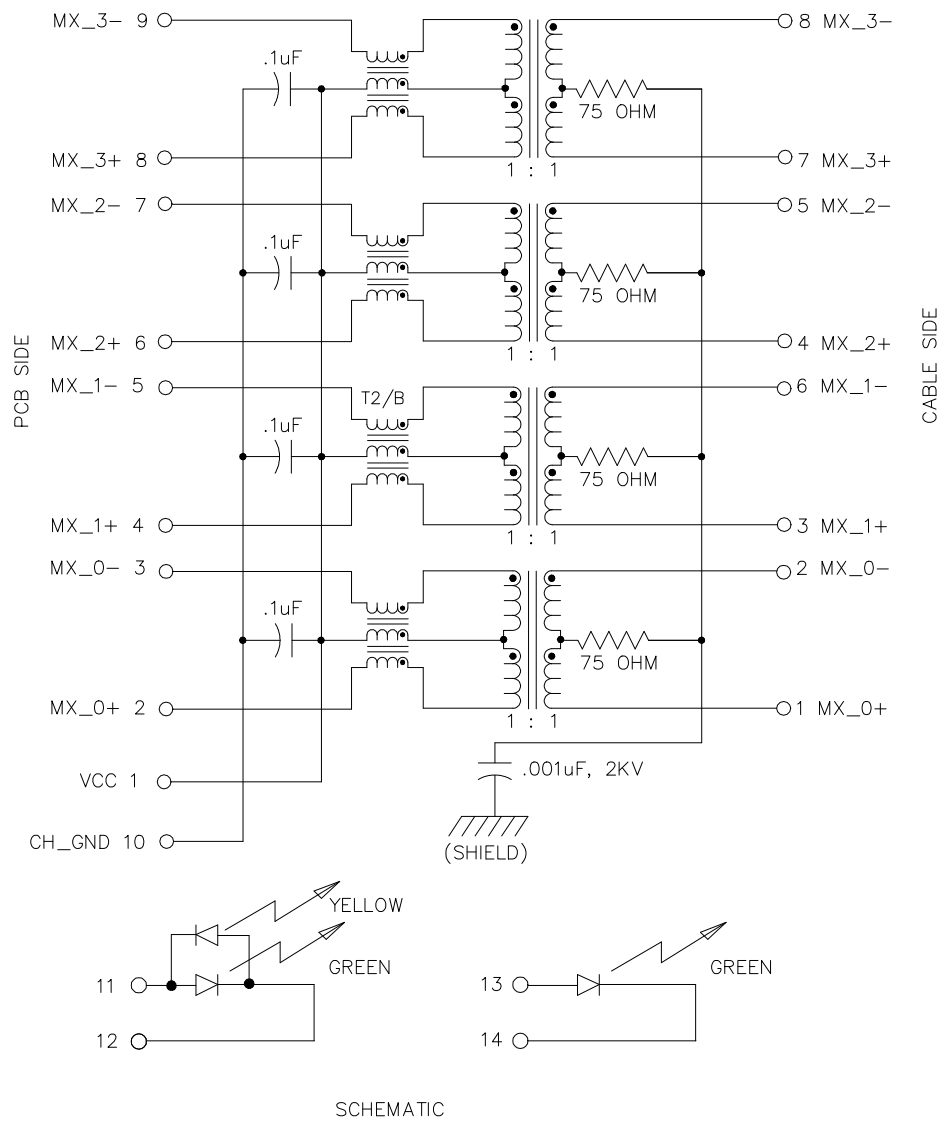 MX_3- 9
8 MX_3-
.1uF
75 OHM
MX_3+ 8
7 MX_3+
1 : 1
MX_2- 7
5 MX_2-
.1uF
75 OHM
PCB SIDE
CABLE SIDE
MX_2+ 6
4 MX_2+
1 : 1
MX_1- 5
6 MX_1-
T2/B
.1uF
75 OHM
MX_1+ 4
3 MX_1+
1 : 1
MX_0- 3
2 MX_0-
.1uF
75 OHM
MX_0+ 2
1 MX_0+
1 : 1
.001uF, 2KV
VCC 1
CH_GND 10
(SHIELD)
YELLOW
GREEN
GREEN
11
13
12
14
SCHEMATIC